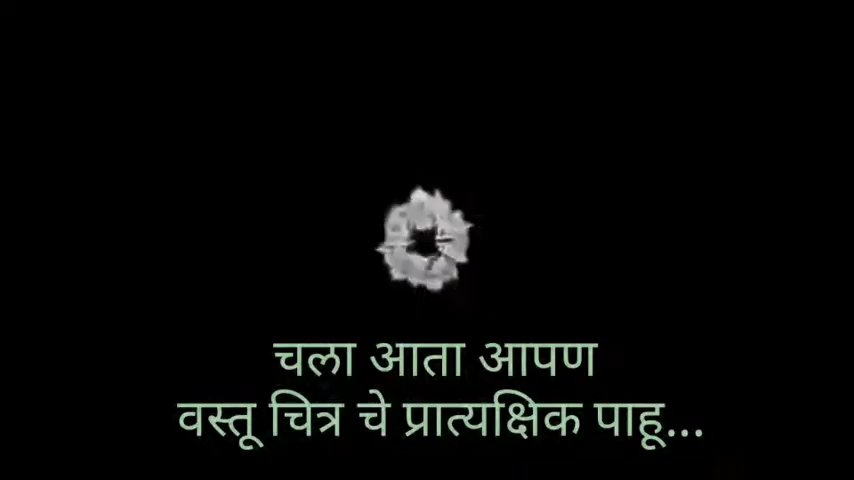 चला आता आपण
वस्तू चित्र चे प्रात्यक्षिक पाहू...